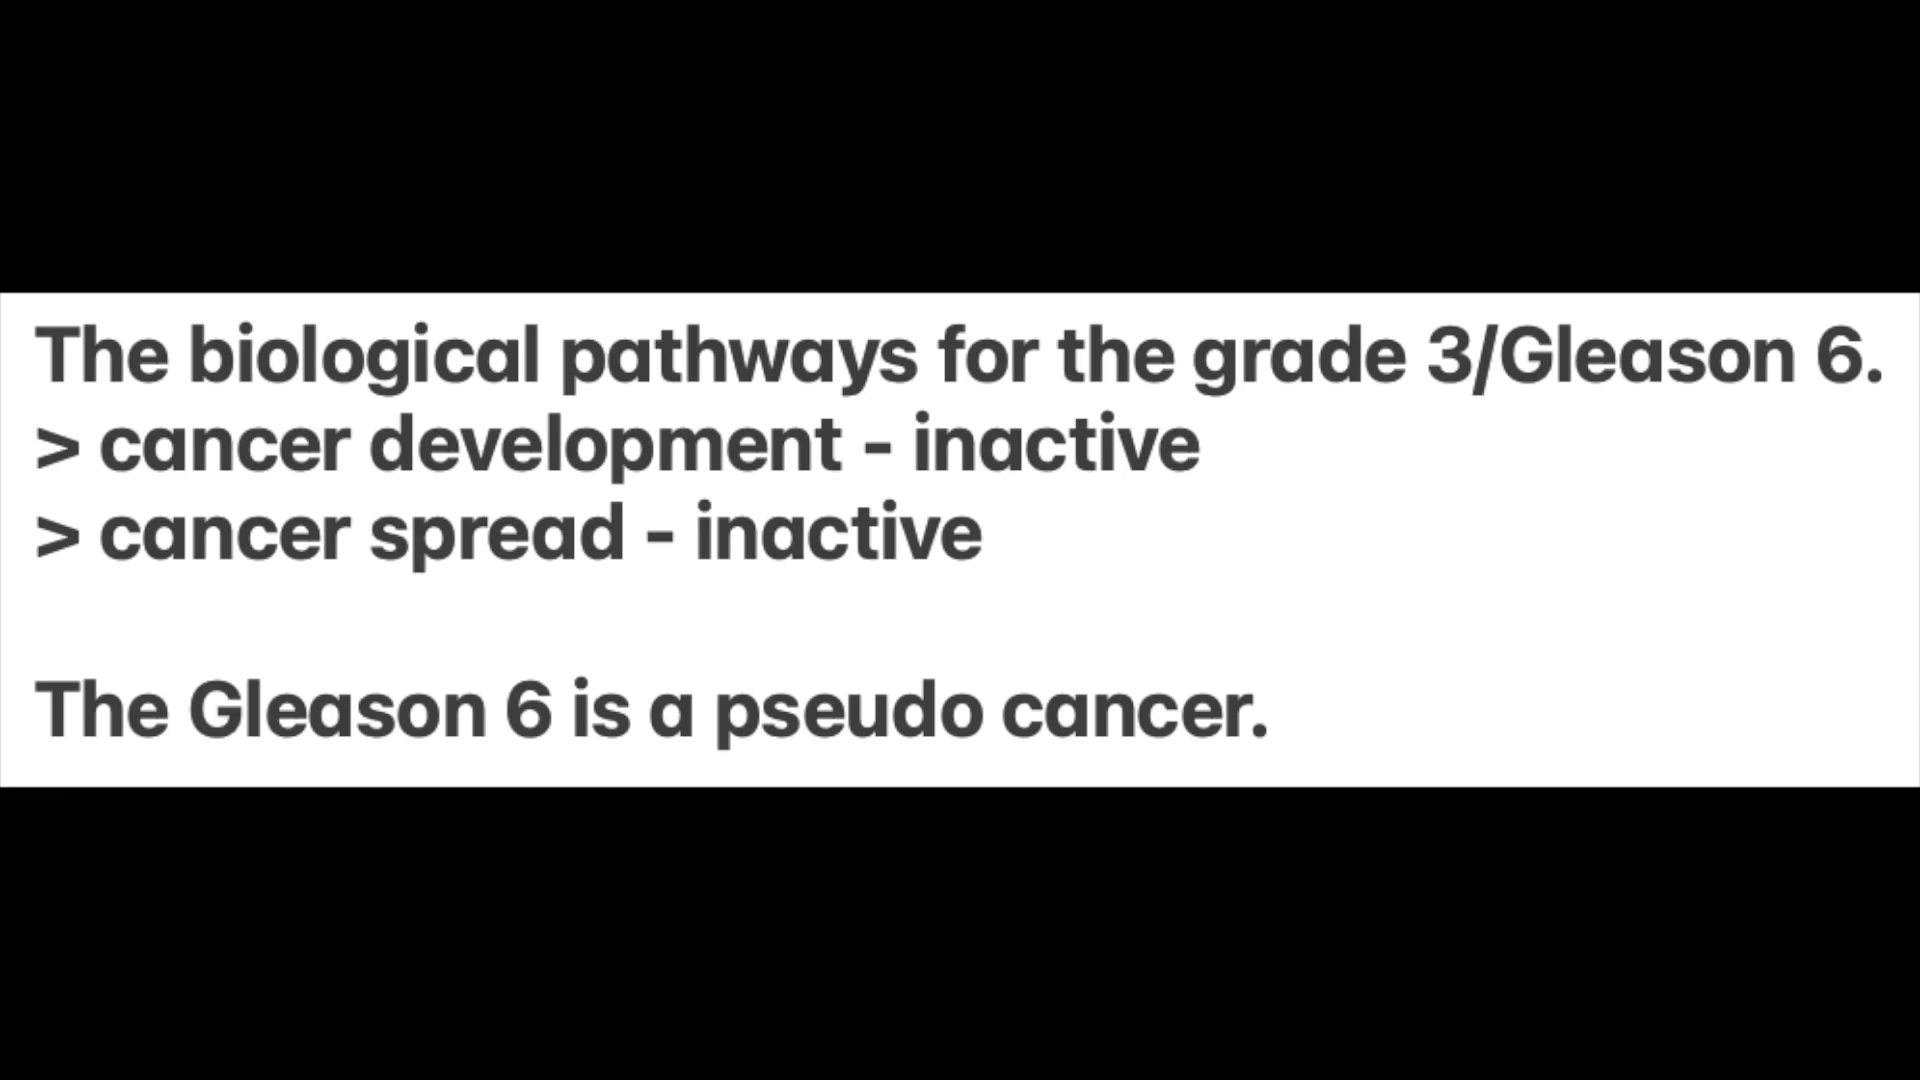 The biological pathways for the grade 3/Gleason 6.
> cancer development - inactive
> cancer spread - inactive
The Gleason 6 is a pseudo cancer.